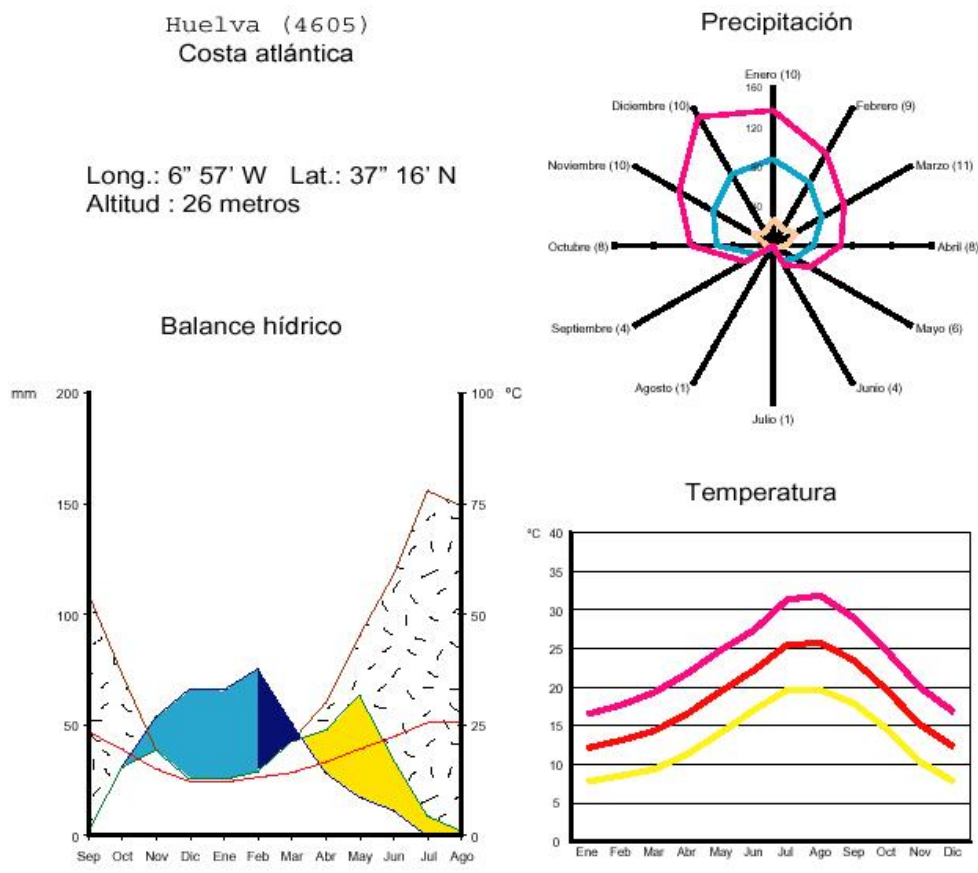 Huelva (4605)
Costa atlántica
Long.: 6” 57’ W Lat.: 37” 16’ N
Altitud : 26 metros
Precipitación
Enero (10)
160
120
Diciembre (10)
Febrero (9)
Noviembre (10)
Marzo (11)
Octubre (8)
Abril (8)
Septiembre (4)
Mayo (6)
Agosto (1)
Junio (4)
Julio (1)
Balance hídrico
mm
200
150
100
50
0
100 °C
75
50
25
0
Sep Oct Nov Dic Ene Feb Mar Abr May Jun Jul Ago
Temperatura
°C 40
35
30
25
20
15
10
5
0
Ene Feb Mar Abr May Jun Jul Ago Sep Oct Nov Dic